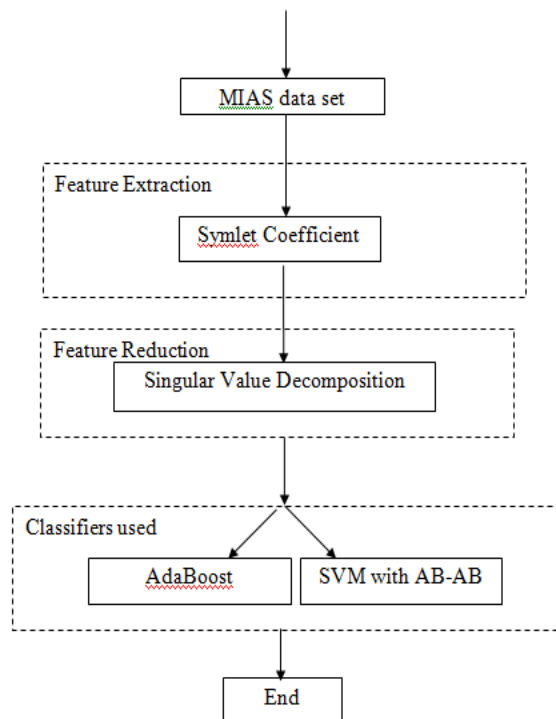 MIAS data set
Feature Extraction
Symlet Coefficient
Feature Reduction
Singular Value Decomposition
Classifiers used
AdaBoost
SVM with AB-AB
End